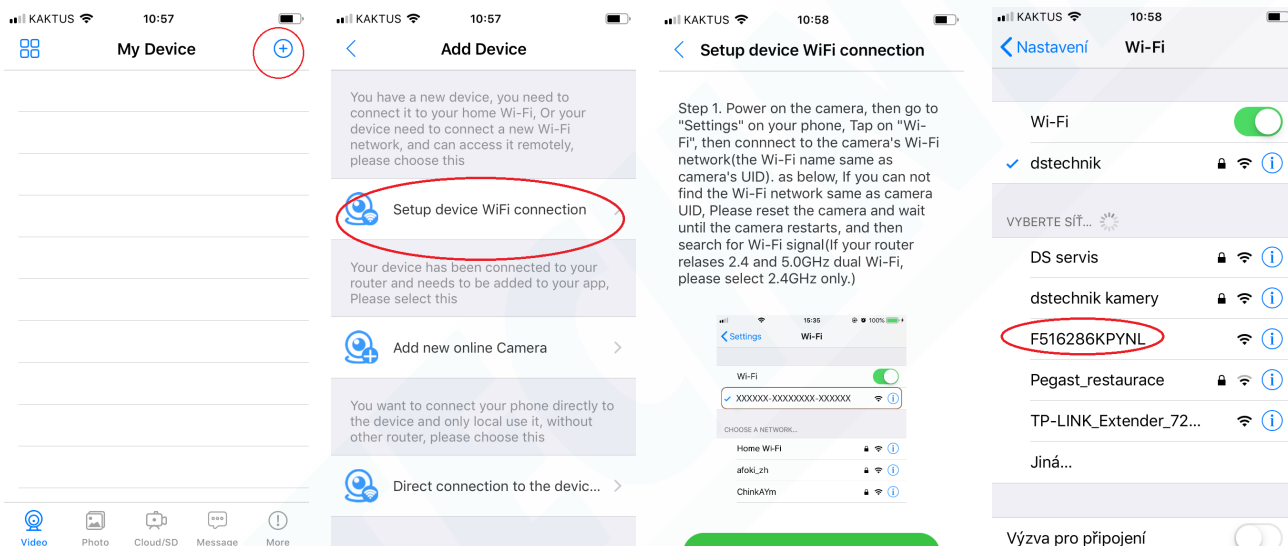 KAKTUS 10:57
My Device
Video Photo Cloud/SD Message More
KAKTUS 10:57
Add Device
You have a new device, you need to
connect it to your home Wi-Fi, Or your
device need to connect a new Wi-Fi
network, and can access it remotely,
please choose this
Setup device WiFi connection
Your device has been connected to your
router and needs to be added to your app,
Please select this
Add new online Camera
You want to connect your phone directly to
the device and only local use it, without
other router, please choose this
Direct connection to the devic...
KAKTUS 10:58
Setup device WiFi connection
Step 1. Power on the camera, then go to
"Settings" on your phone, Tap on "Wi-
Fi", then connnect to the camera's Wi-Fi
network(the Wi-Fi name same as
camera's UID). as below, If you can not
find the Wi-Fi network same as camera
UID, Please reset the camera and wait
until the camera restarts, and then
search for Wi-Fi signal(If your router
relases 2.4 and 5.0GHz dual Wi-Fi,
please select 2.4GHz only.)
15:35 100%
Settings Wi-Fi
Wi-Fi
XXXXXX-XXXXXXXX-XXXXXX
CHOOSE A NETWORK...
Home Wi-Fi
afoki_zh
ChinkAYm
KAKTUS 10:58
Nastavení Wi-Fi
Wi-Fi
dstechnik
VYBERTE SÍŤ...
DS servis
dstechnik kamery
F516286KPYNL
Pegast_restaurace
TP-LINK_Extender_72...
Jiná...
Výzva pro připojení